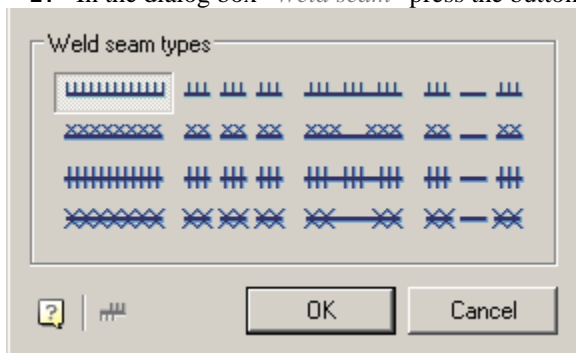 2. In the dialog box "Weld seam" press the button
Weld seam types
?
OK
Cancel